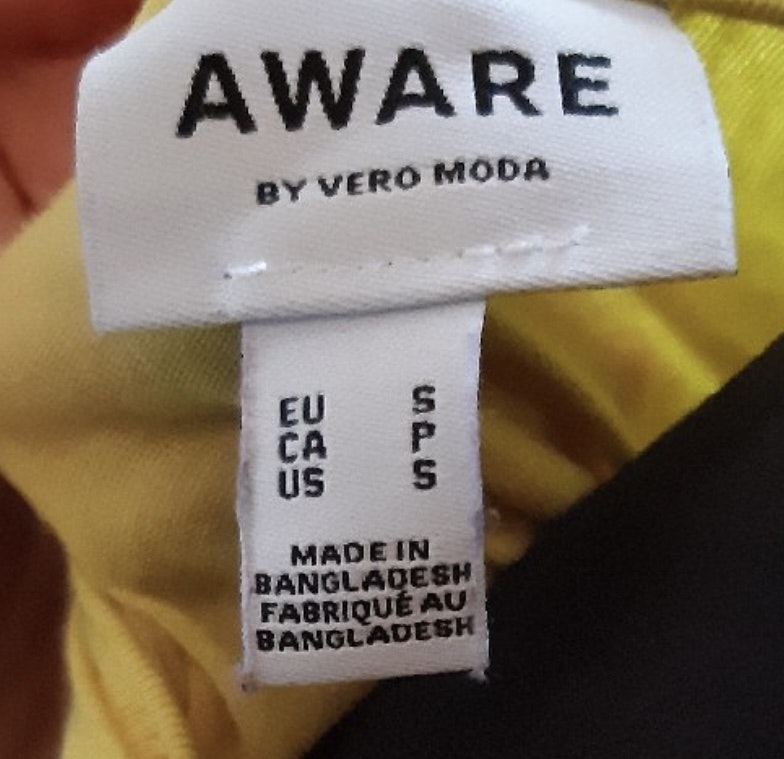 AWARE
BY VERO MODA
EU S
CA P
US S
MADE IN
BANGLADESH
FABRIQUÉ AU
BANGLADESH